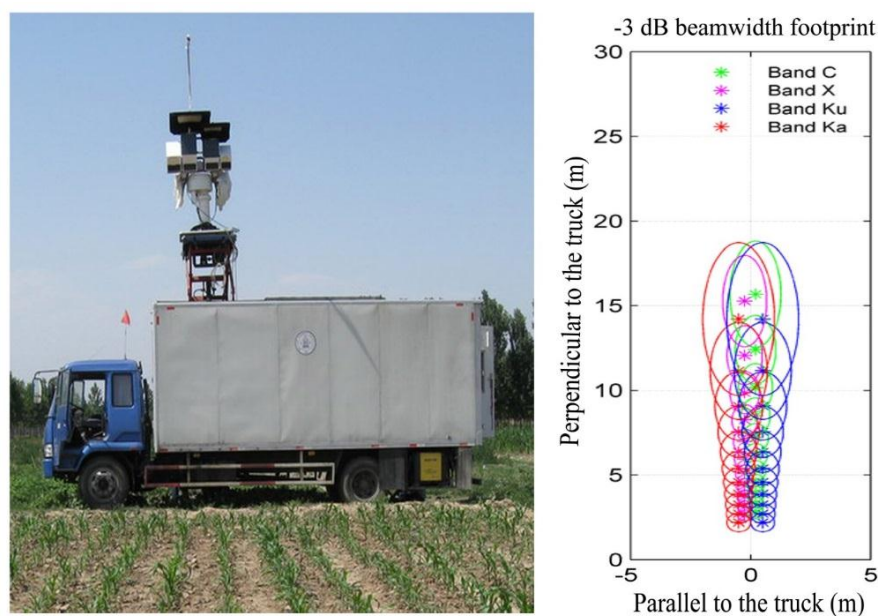 -3 dB beamwidth footprint
Perpendicular to the truck (m)
30
25
20
15
10
5
0
Band C
Band X
Band Ku
Band Ka
-5
0
5
Parallel to the truck (m)